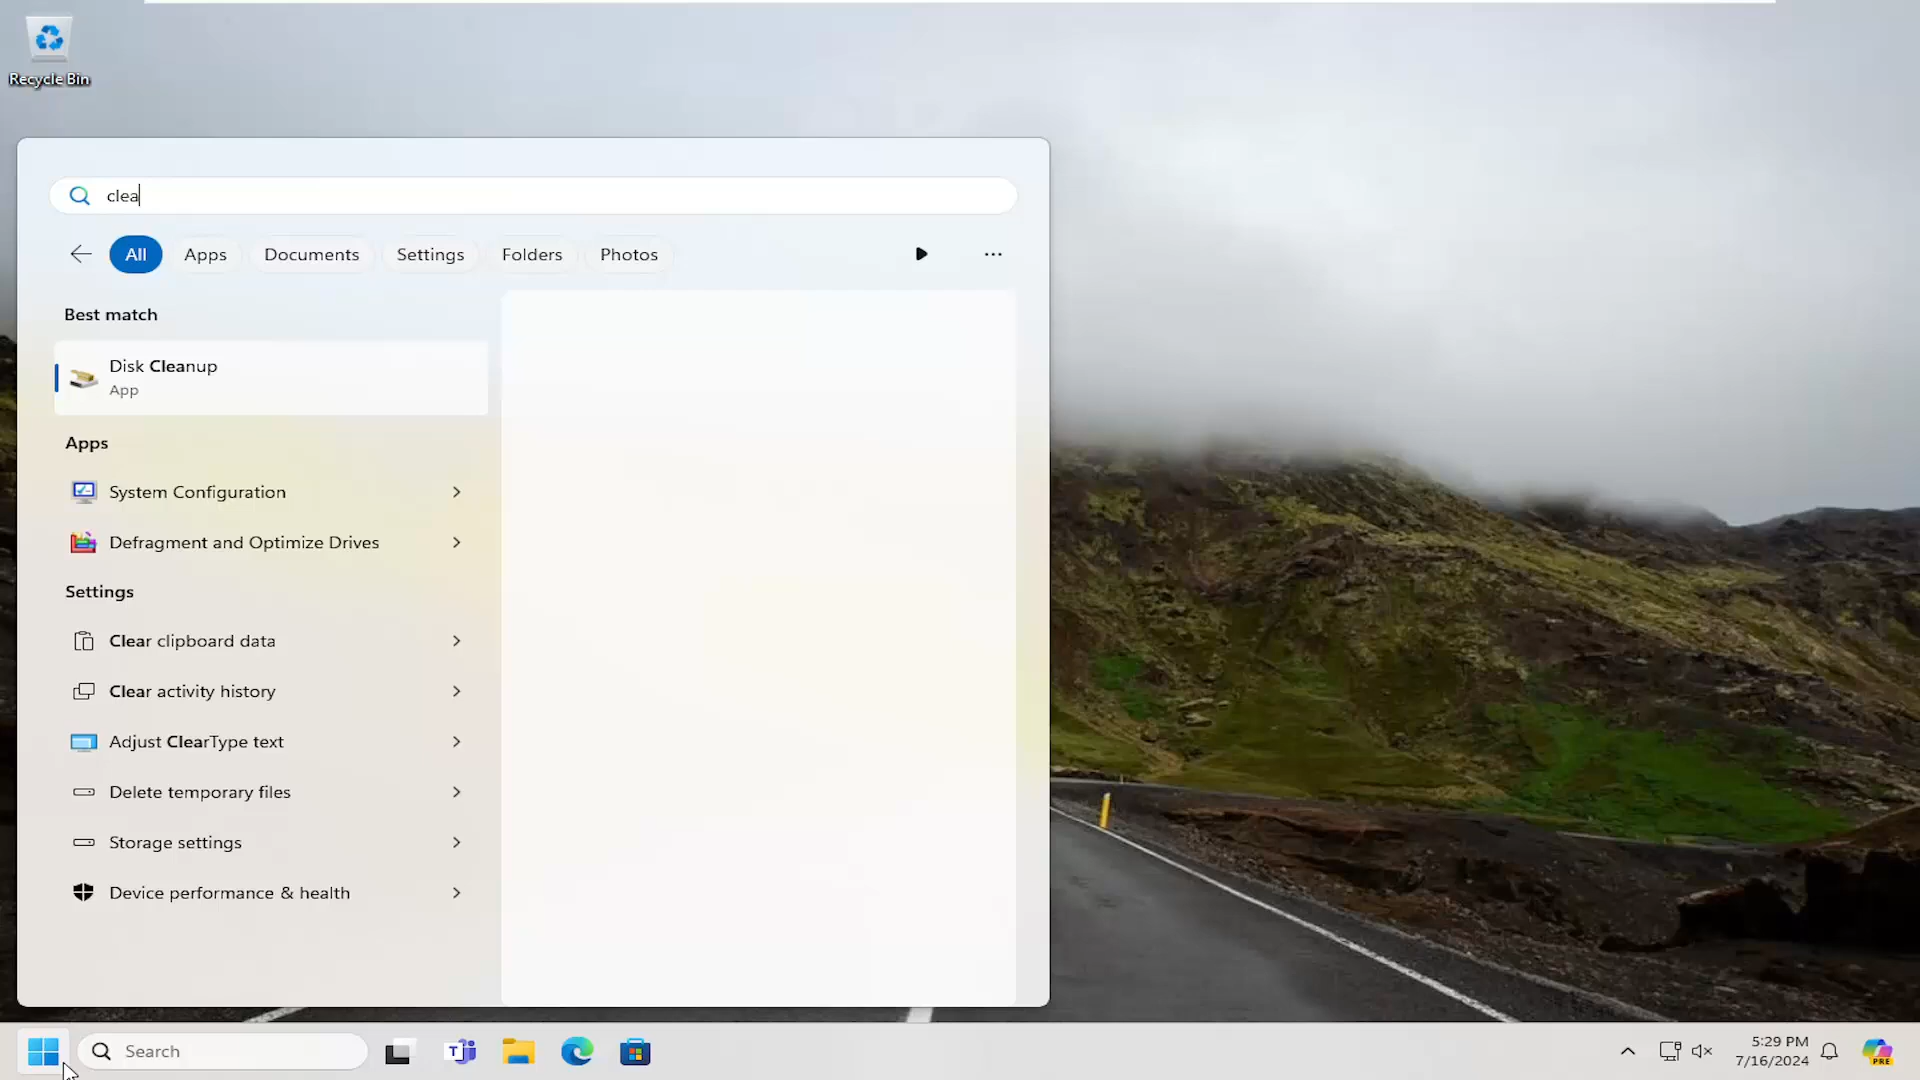 Recycle Bin
clea
All
Apps
Documents
Settings
Folders
Photos
Best match
Disk Cleanup
App
Apps
System Configuration
Defragment and Optimize Drives
Settings
Clear clipboard data
Clear activity history
Adjust ClearType text
Delete temporary files
Storage settings
Device performance & health
Search
5:29 PM
7/16/2024
PRE